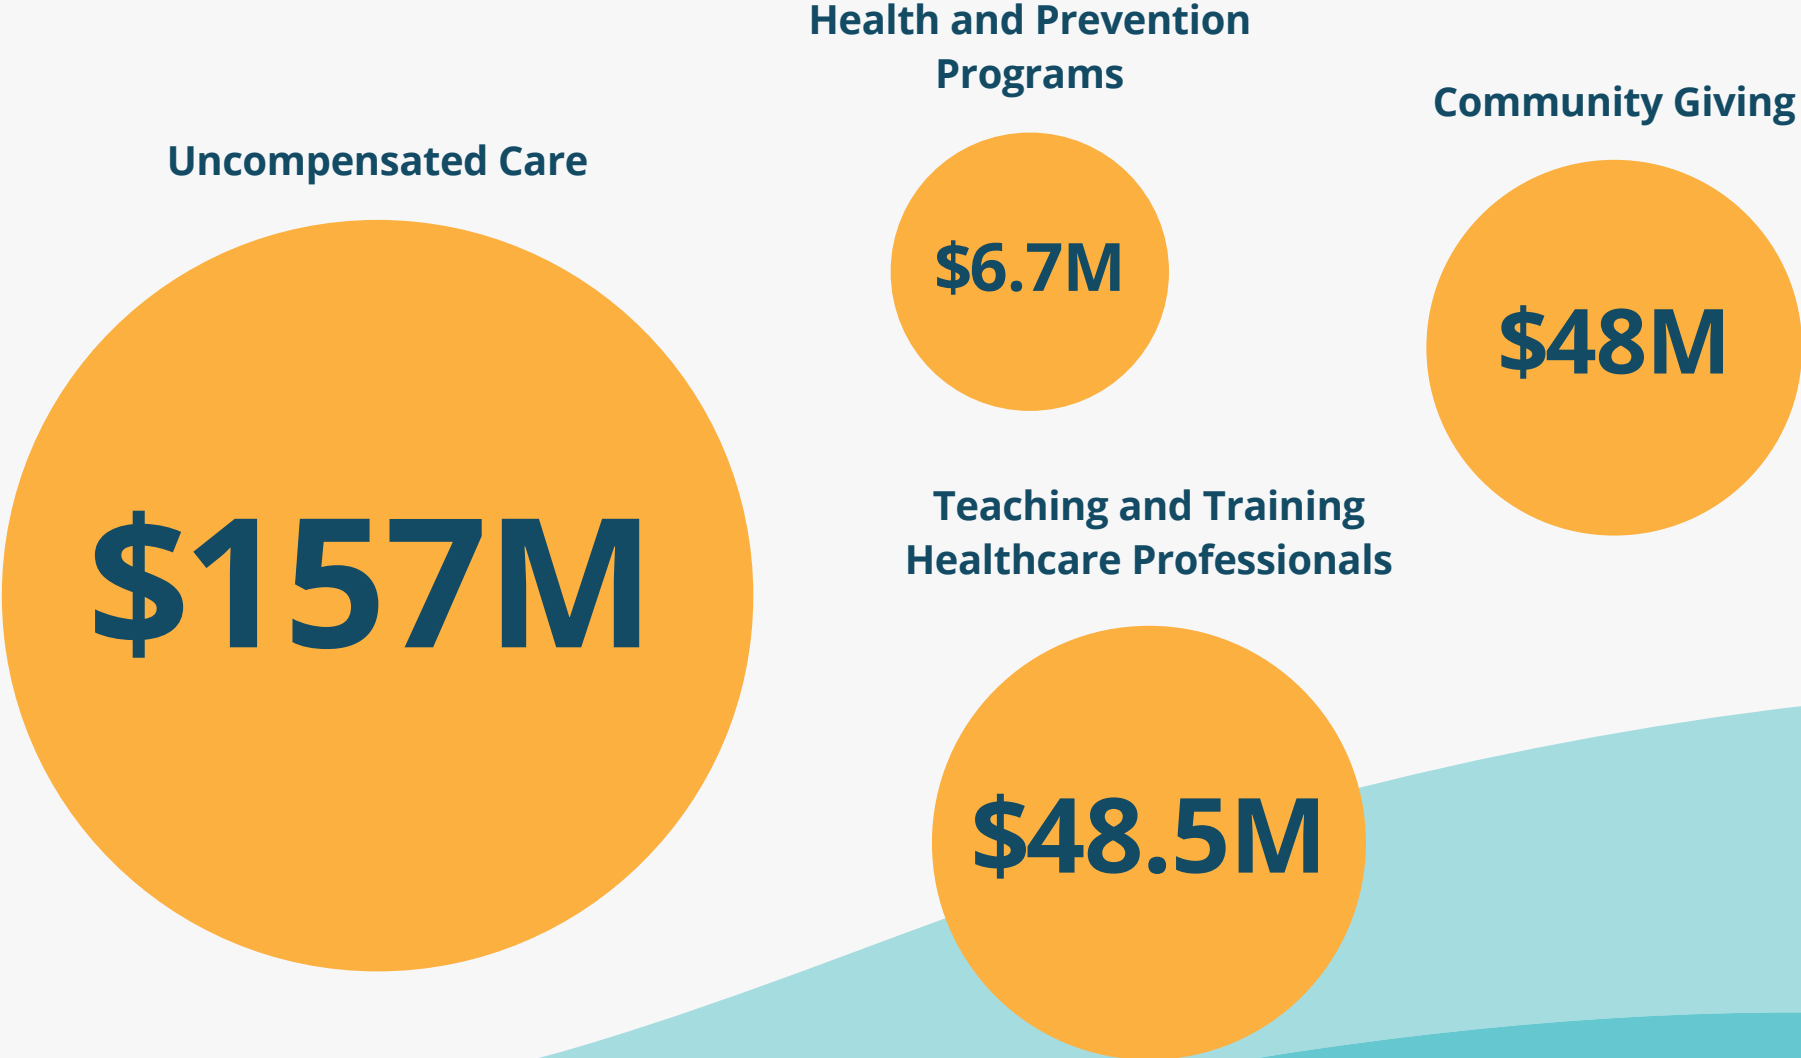 Uncompensated Care
$157M
Health and Prevention
Programs
$6.7M
Community Giving
$48M
Teaching and Training
Healthcare Professionals
$48.5M